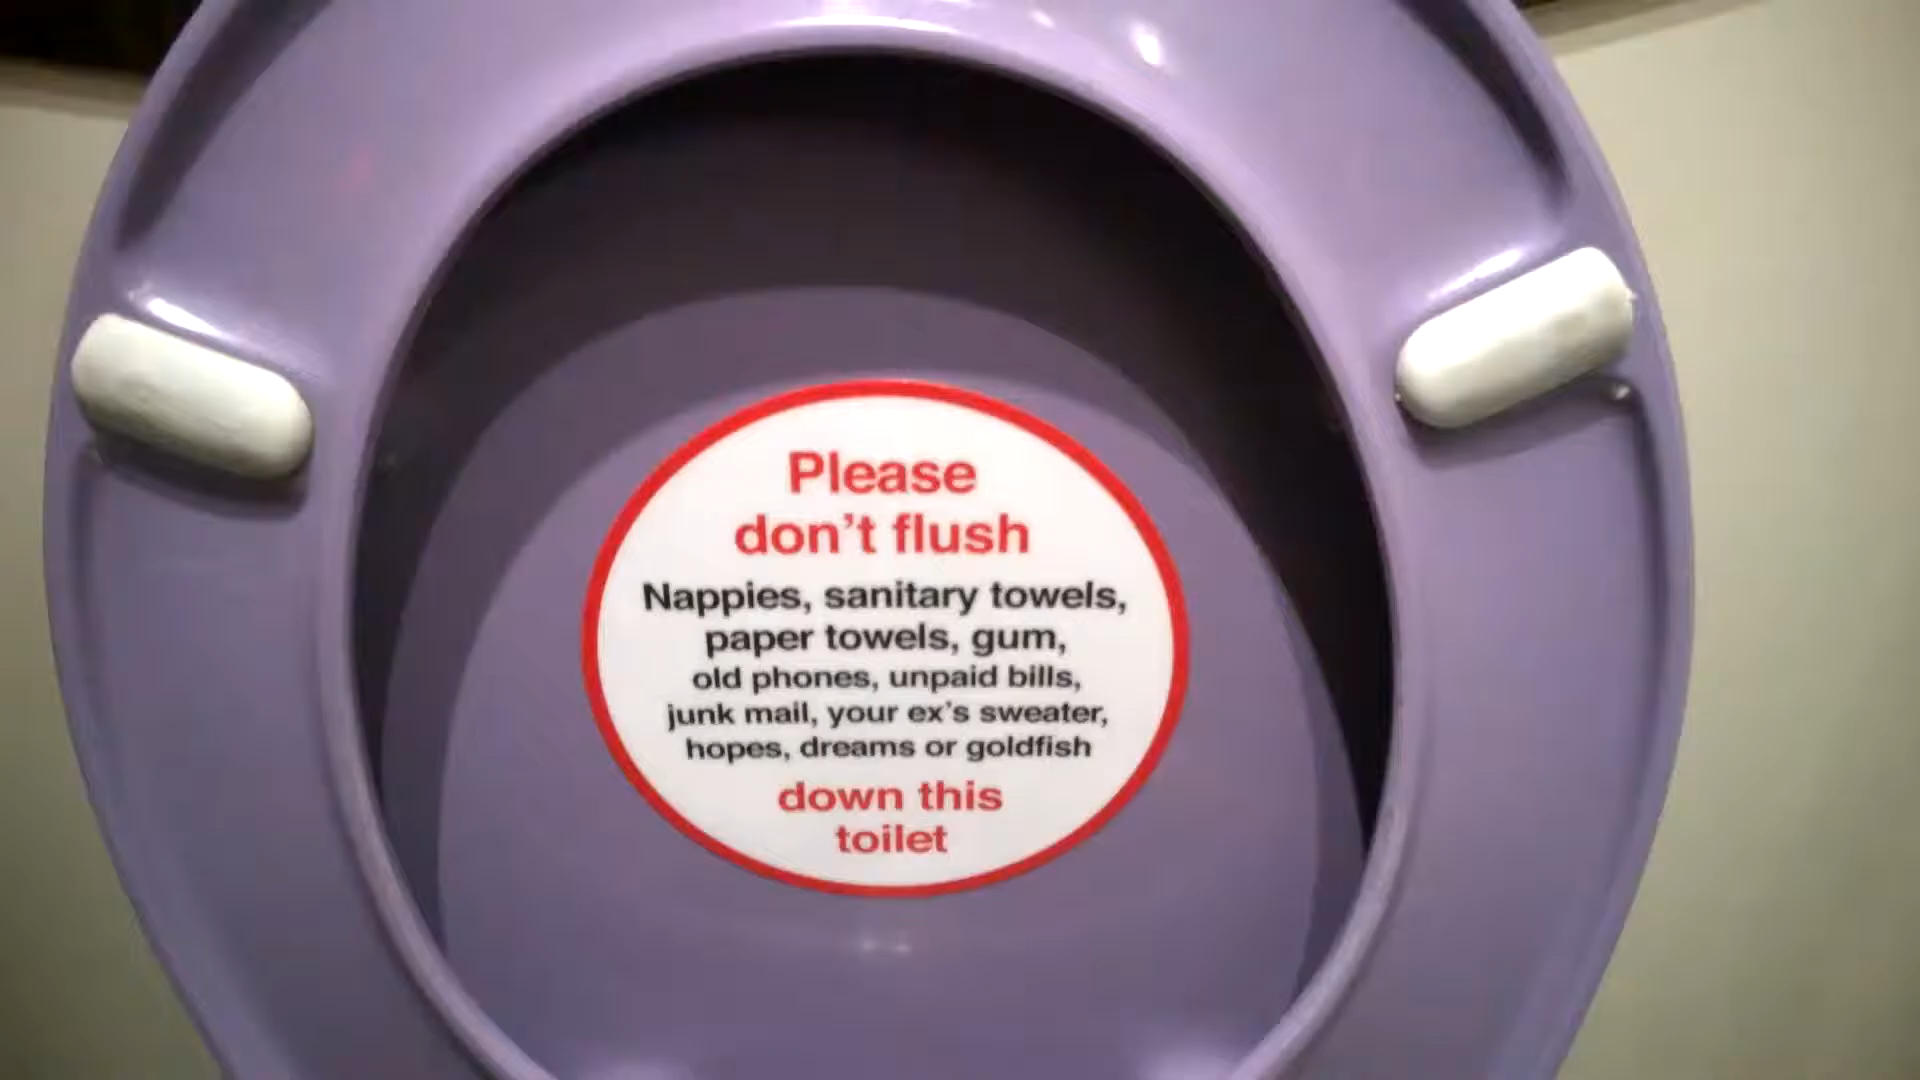 Please
don't flush
Nappies, sanitary towels,
paper towels, gum,
old phones, unpaid bills,
junk mail, your ex's sweater,
hopes, dreams or goldfish
down this
toilet